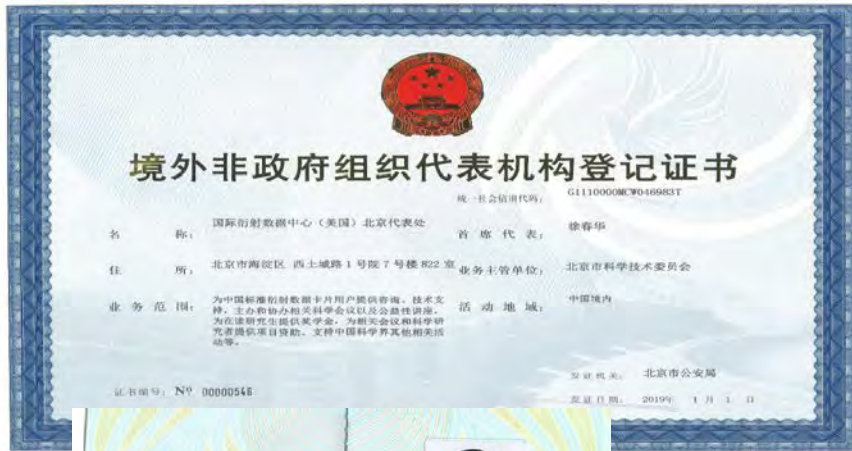 境外非政府组织代表机构登记证书
统一社会信用代码: G1110000MCW046983T
名 称: 国际衍射数据中心（美国）北京代表处
首 席 代 表: 徐春华
住 所: 北京市海淀区 西土城路 1 号院 7 号楼 822 室
业务主管单位: 北京市科学技术委员会
业 务 范 围: 为中国标准衍射数据卡片用户提供咨询、技术支
持、主办和协办相关科学会议以及公益性讲座，
为在读研究生提供奖学金，为相关会议和科学研
究者提供项目资助、支持中国科学界其他相关活
动等。
活 动 地 域: 中国境内
发证机关: 北京市公安局
证书编号: Nº 00000546
发证日期: 2019年 1 月 1 日